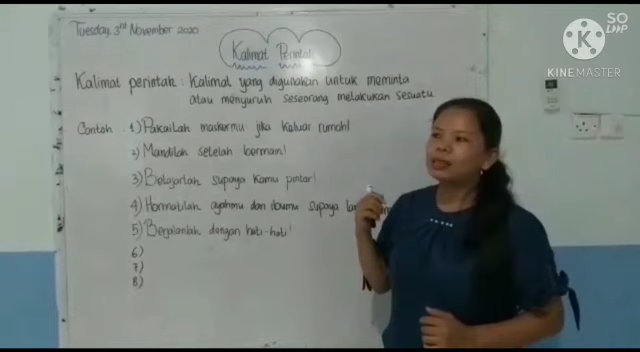 Tuesday, 3rd November 2020
Kalimat Perintah
Kalimat perintah : Kalimat yang digunakan untuk meminta
atau menyuruh seseorang melakukan sesuatu
Contoh : 1) Pakailah maskermu jika keluar rumah!
2) Mandilah setelah bermain!
3) Belajarlah supaya kamu pintar!
4) Hormatilah ayahmu dan ibumu supaya
5) Berjalanlah dengan hati-hati!
6)
7)
8)
SO
LOOP
KINEMASTER